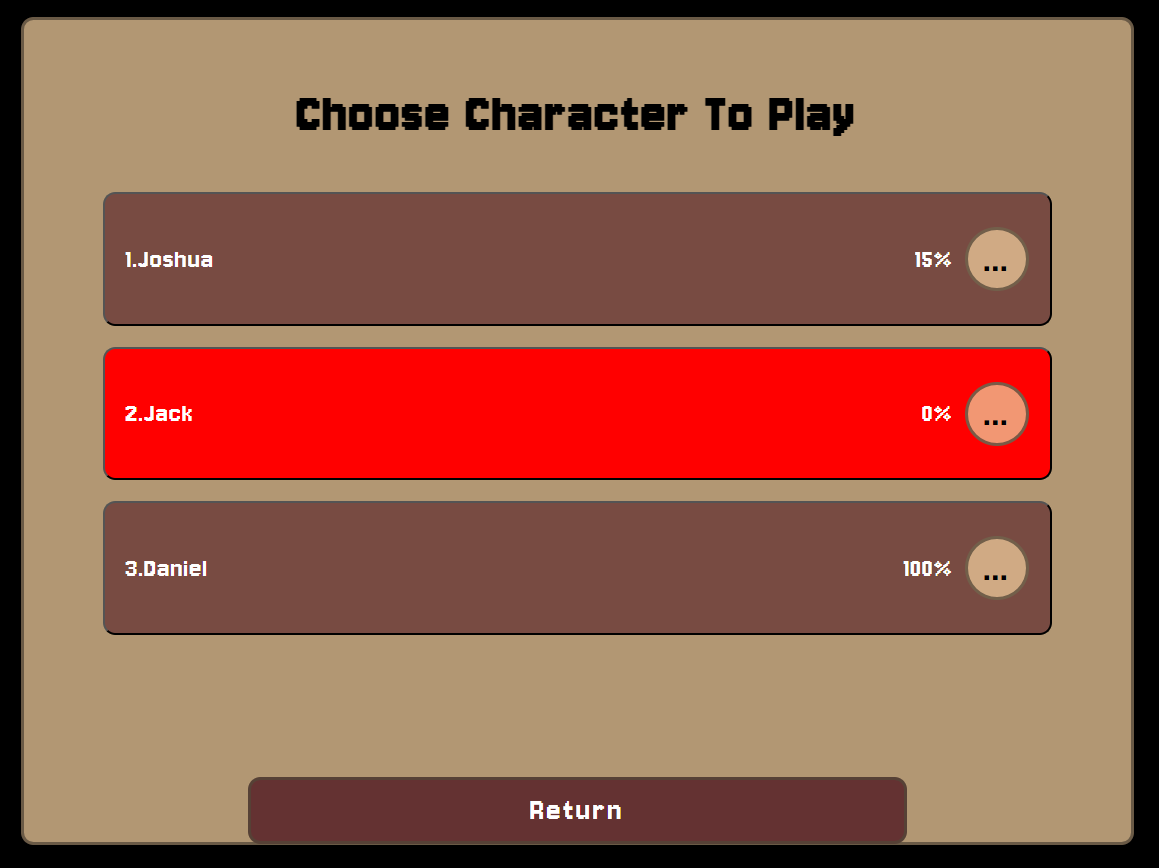 Choose Character To Play
1.Joshua 15% ...
2.Jack 0% ...
3.Daniel 100% ...
Return